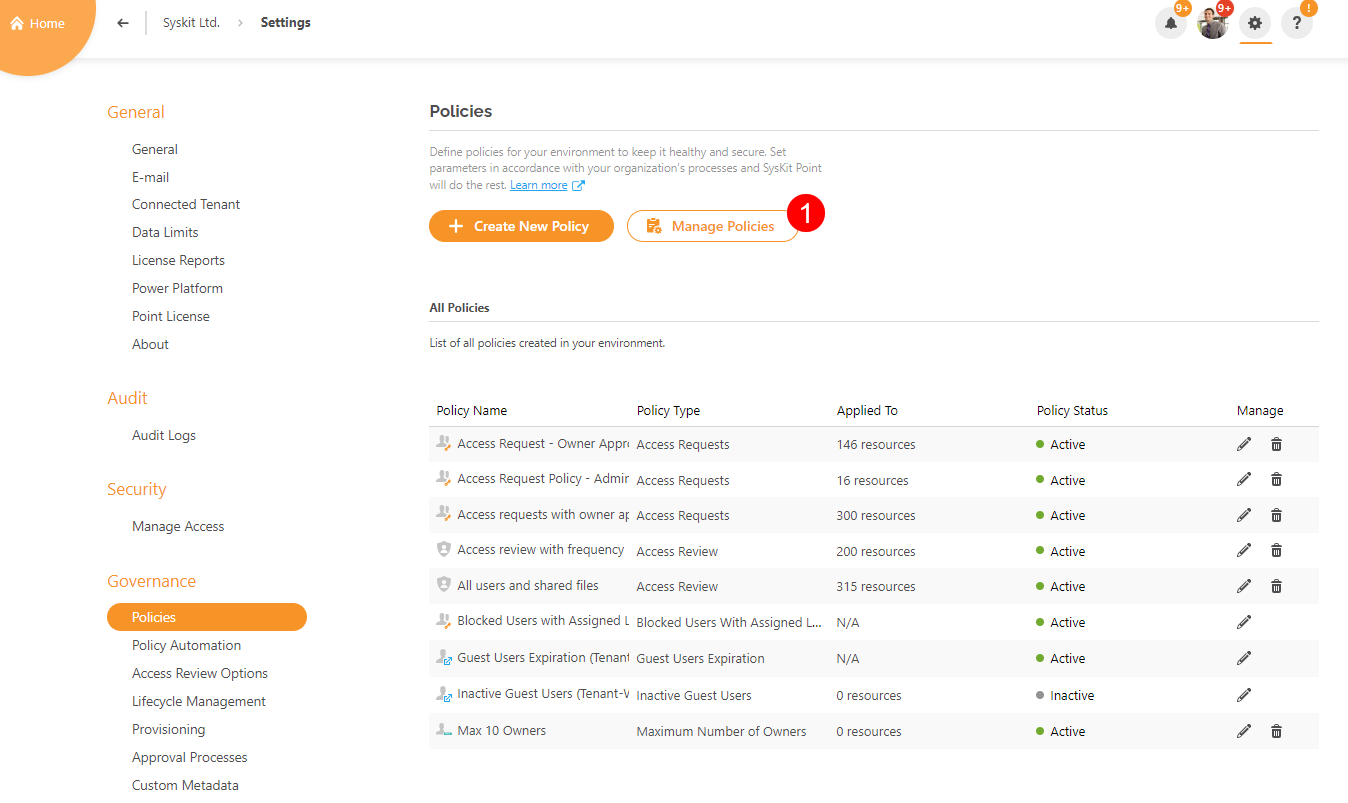 Home
Syskit Ltd. > Settings
9+
9+
?
!
General
General
E-mail
Connected Tenant
Data Limits
License Reports
Power Platform
Point License
About
Audit
Audit Logs
Security
Manage Access
Governance
Policies
Policy Automation
Access Review Options
Lifecycle Management
Provisioning
Approval Processes
Custom Metadata
Policies
Define policies for your environment to keep it healthy and secure. Set
parameters in accordance with your organization's processes and SysKit Point
will do the rest. Learn more
+ Create New Policy
Manage Policies
1
All Policies
List of all policies created in your environment.
Policy Name Policy Type Applied To Policy Status Manage
Access Request - Owner Appr Access Requests 146 resources Active
Access Request Policy - Admir Access Requests 16 resources Active
Access requests with owner ap Access Requests 300 resources Active
Access review with frequency Access Review 200 resources Active
All users and shared files Access Review 315 resources Active
Blocked Users with Assigned L Blocked Users With Assigned L... N/A Active
Guest Users Expiration (Tenant Guest Users Expiration N/A Active
Inactive Guest Users (Tenant-V Inactive Guest Users 0 resources Inactive
Max 10 Owners Maximum Number of Owners 0 resources Active